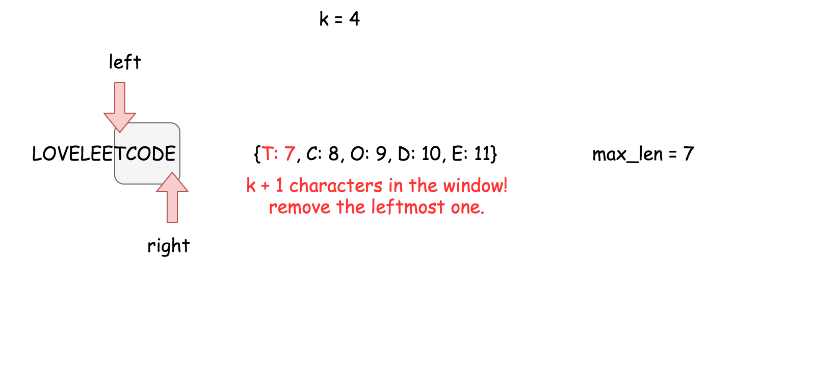 k = 4
left
LOVELEETCODE
{T: 7, C: 8, O: 9, D: 10, E: 11}
max_len = 7
k + 1 characters in the window!
remove the leftmost one.
right